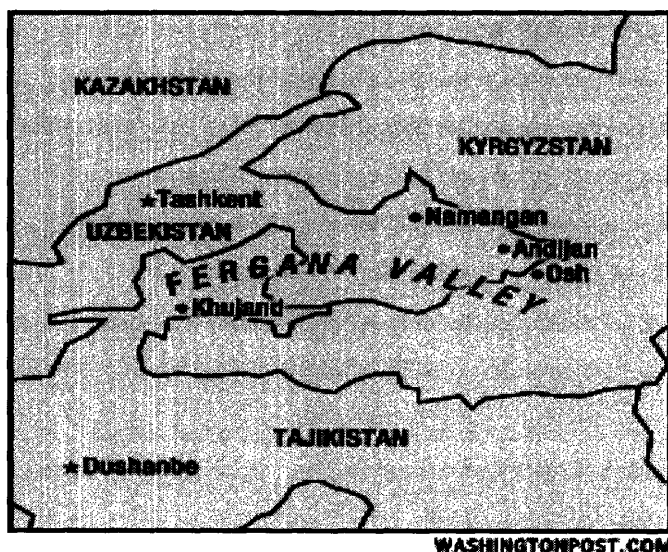 KAZAKHSTAN
KYRGYZSTAN
Tashkent
Namangan
UZBEKISTAN
Andijan
FERGANA VALLEY
Osh
Khujand
TAJIKISTAN
Dushanbe
WASHINGTONPOST.COM